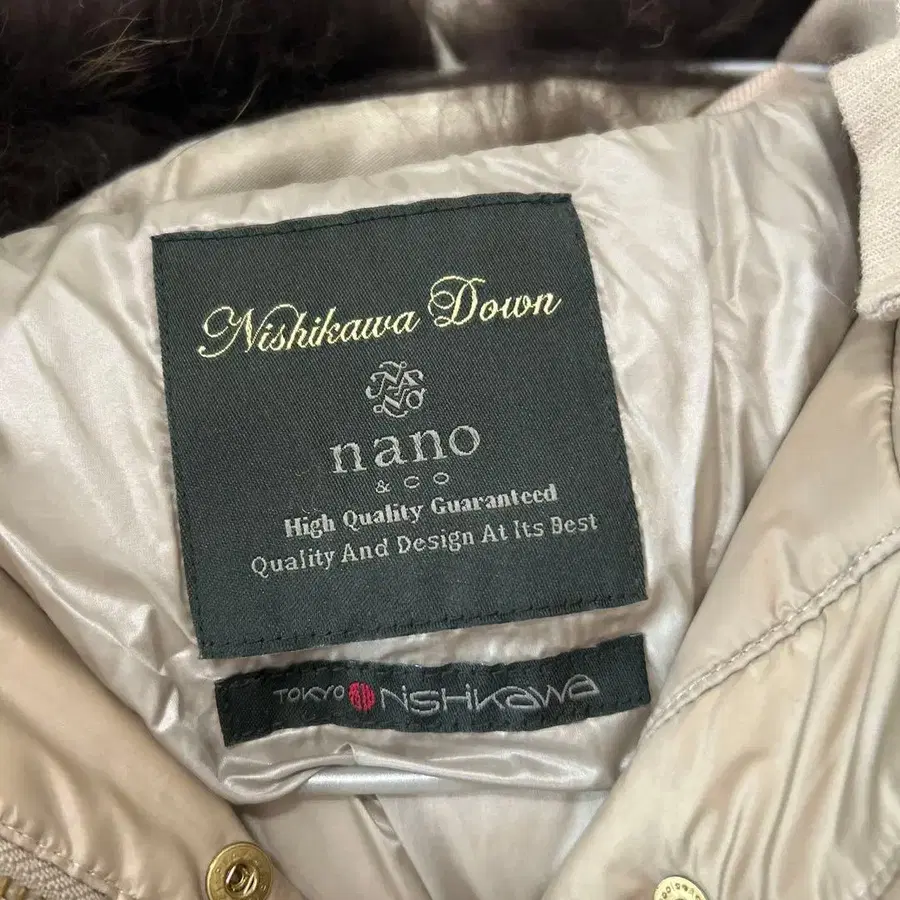 Nishikawa Down
nano
& CO
High Quality Guaranteed
Quality And Design At Its Best
TOKYO NISHIKAWA